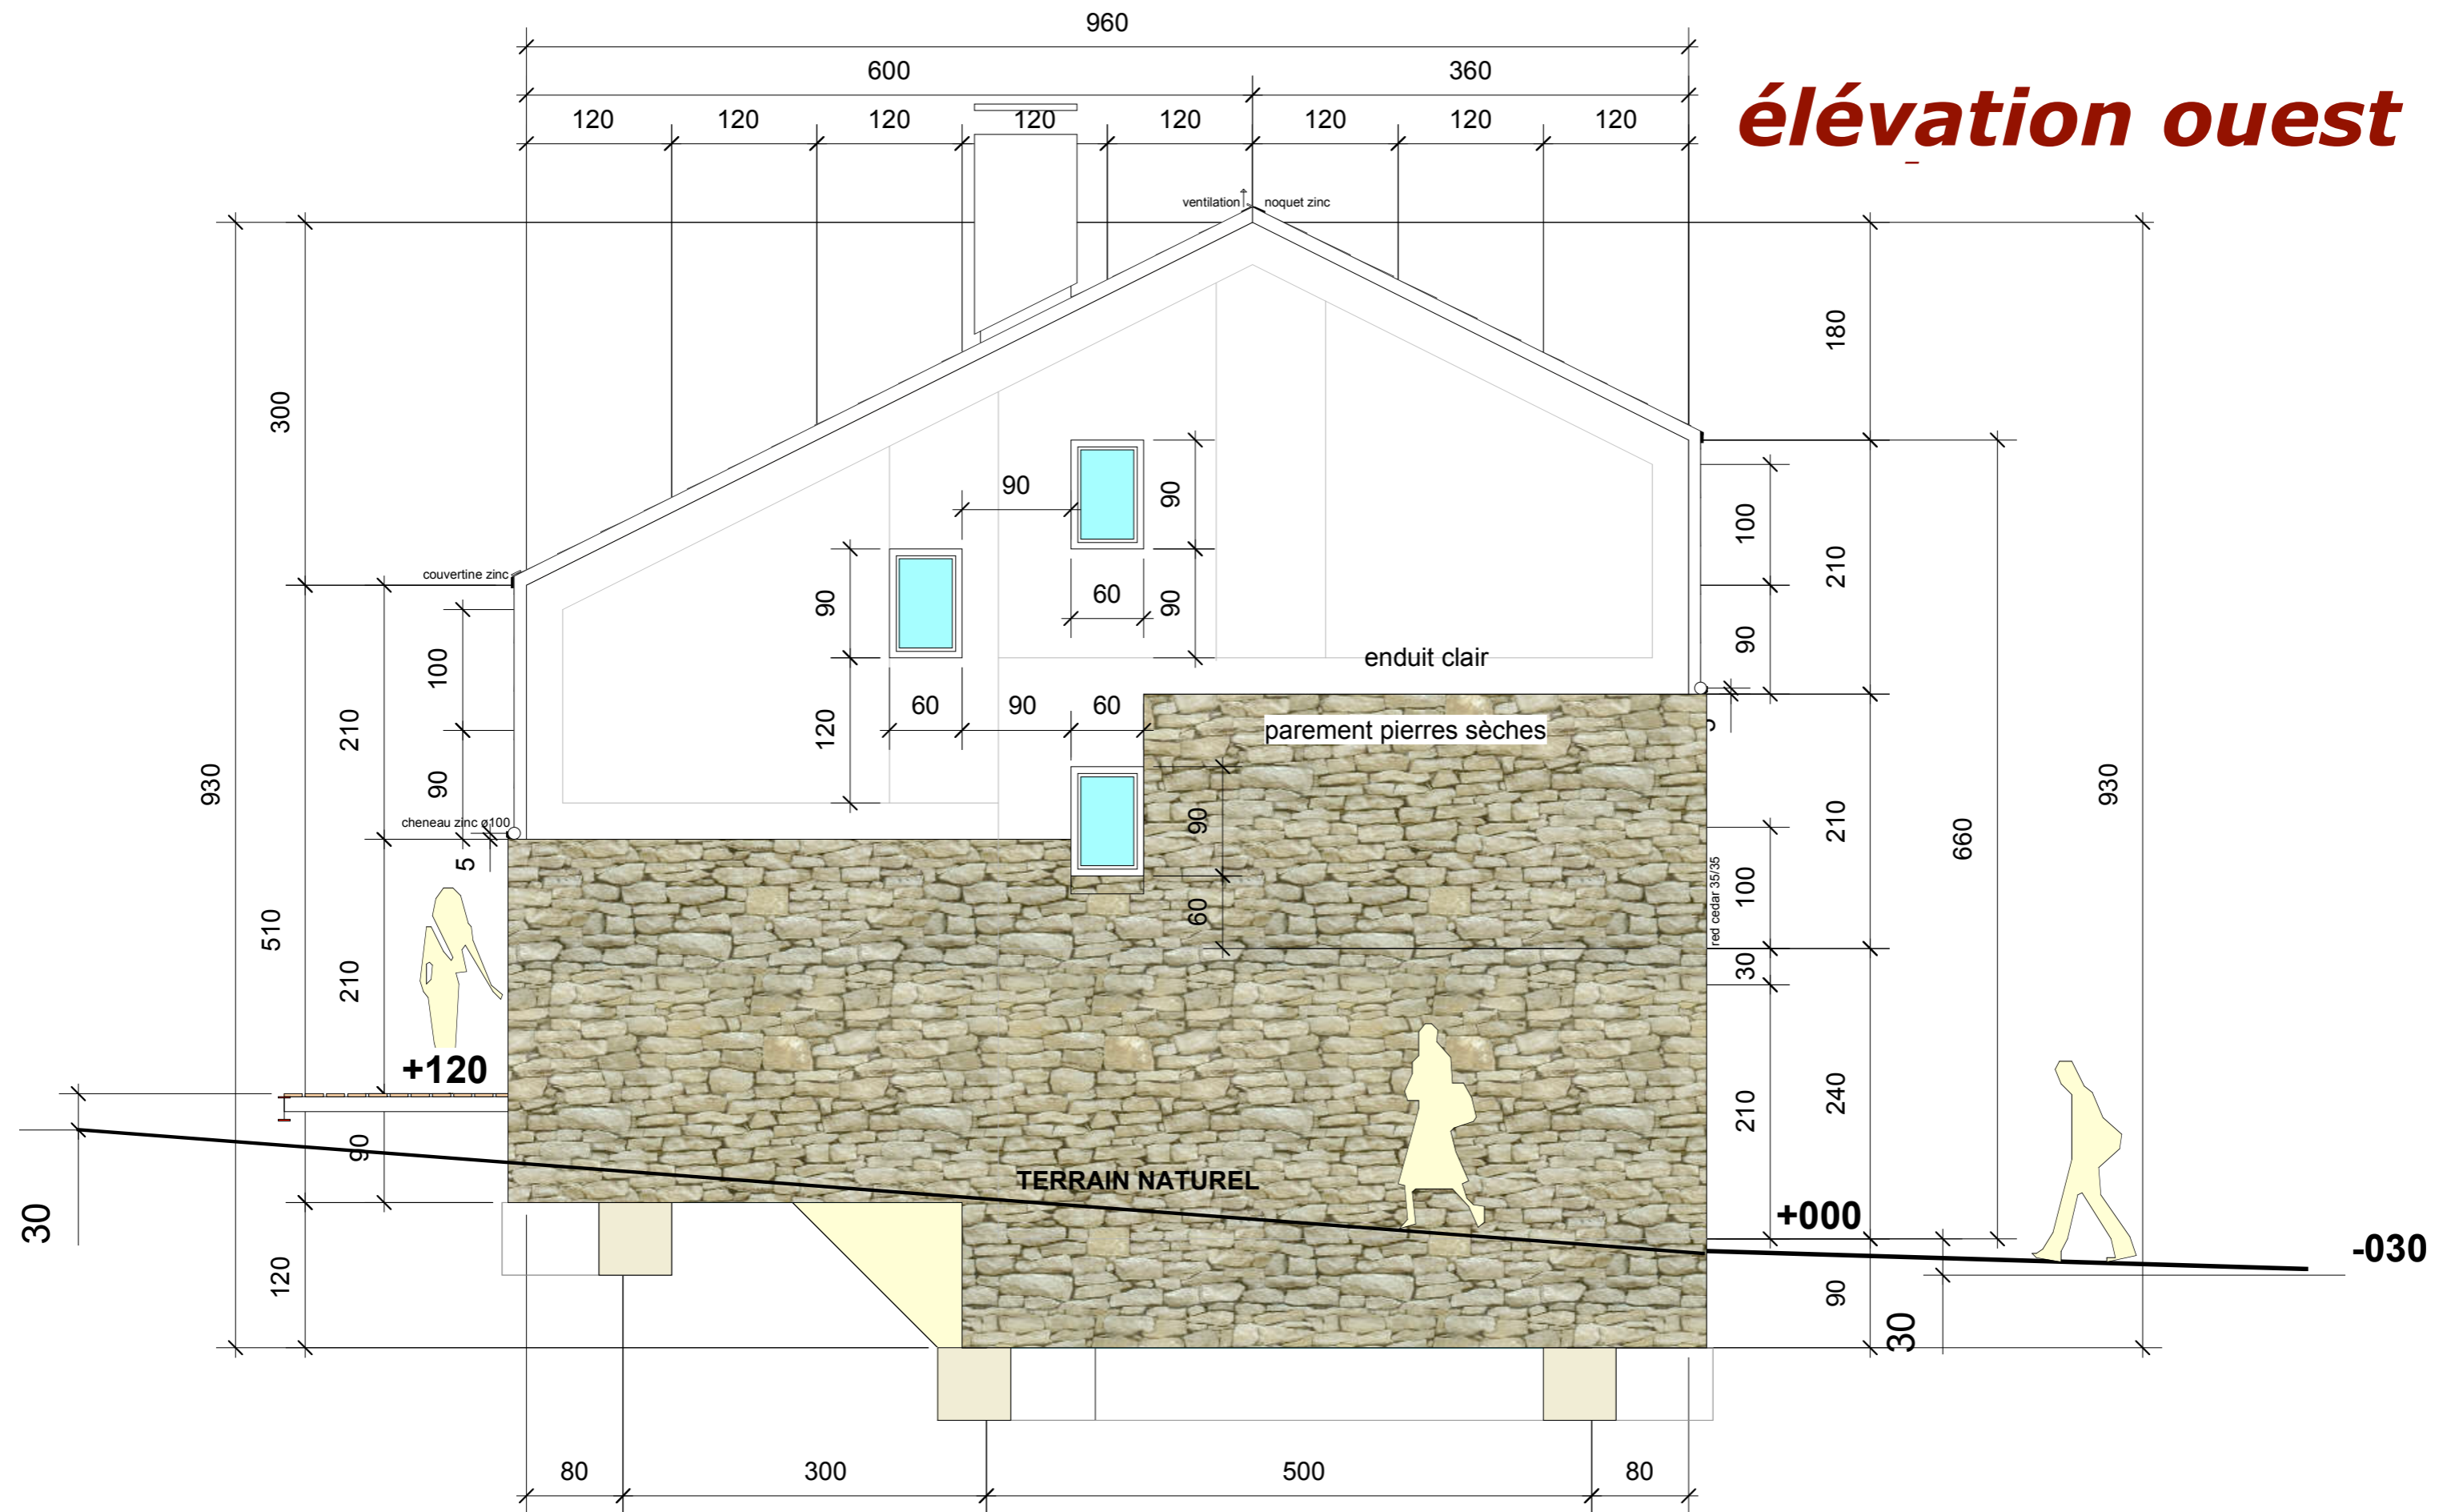 960
600 360
élévation ouest
120 120 120 120 120 120 120 120
ventilation noquet zinc
180
300
couvertine zinc
90 90
100 210
90 60 90
90
100
enduit clair
60 90 60
120
210
parement pierres sèches
90
930
930
cheneau zinc ø100
5
90
210
660
red cedar 35/35
100
510
60
30
210
+120
240
210
90
TERRAIN NATUREL
30
+000
-030
120
90
30
80 300 500 80